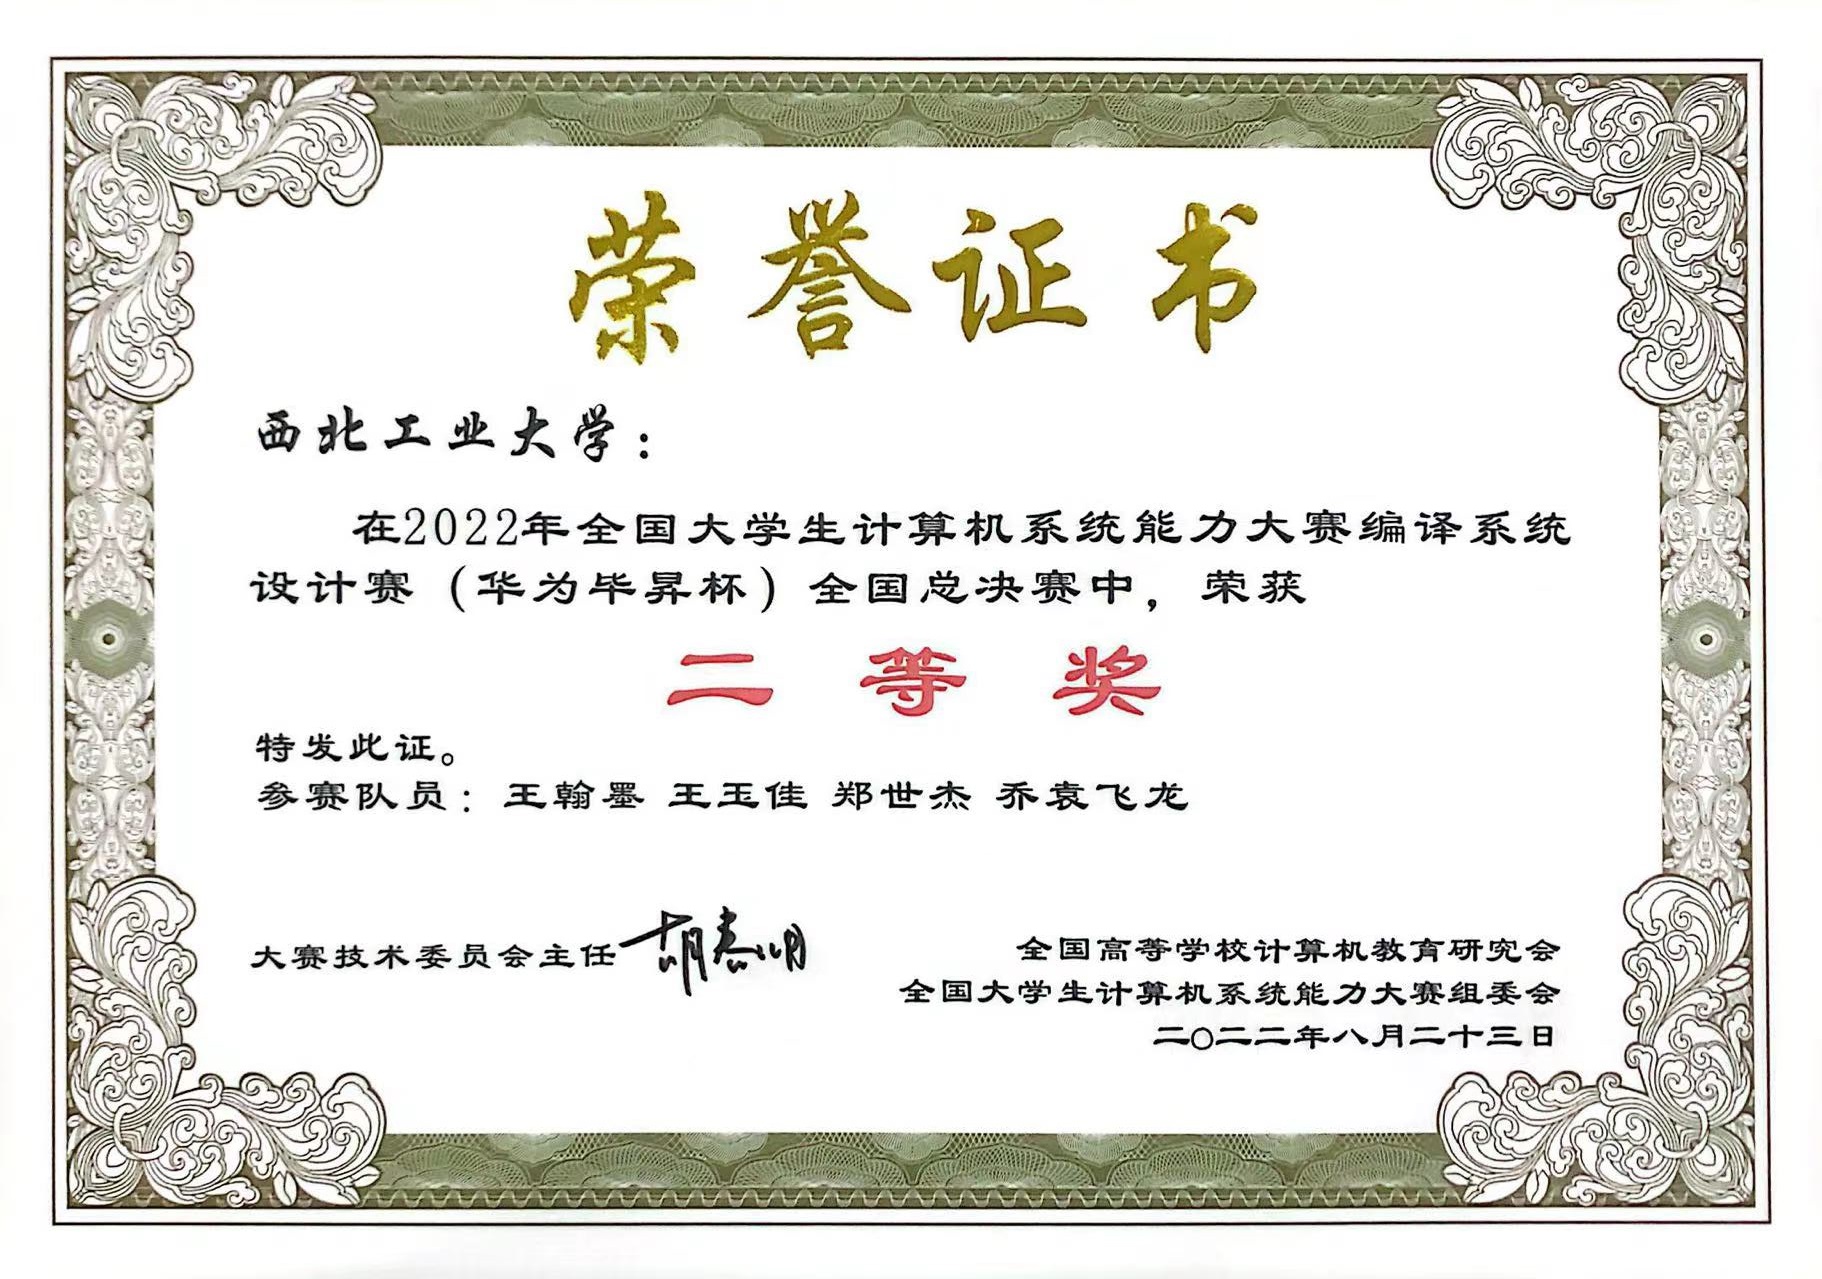 荣誉证书
西北工业大学：
在2022年全国大学生计算机系统能力大赛编译系统
设计赛（华为毕昇杯）全国总决赛中，荣获
二等奖
特发此证。
参赛队员：王翰墨 王玉佳 郑世杰 乔袁飞龙
大赛技术委员会主任
全国高等学校计算机教育研究会
全国大学生计算机系统能力大赛组委会
二〇二二年八月二十三日